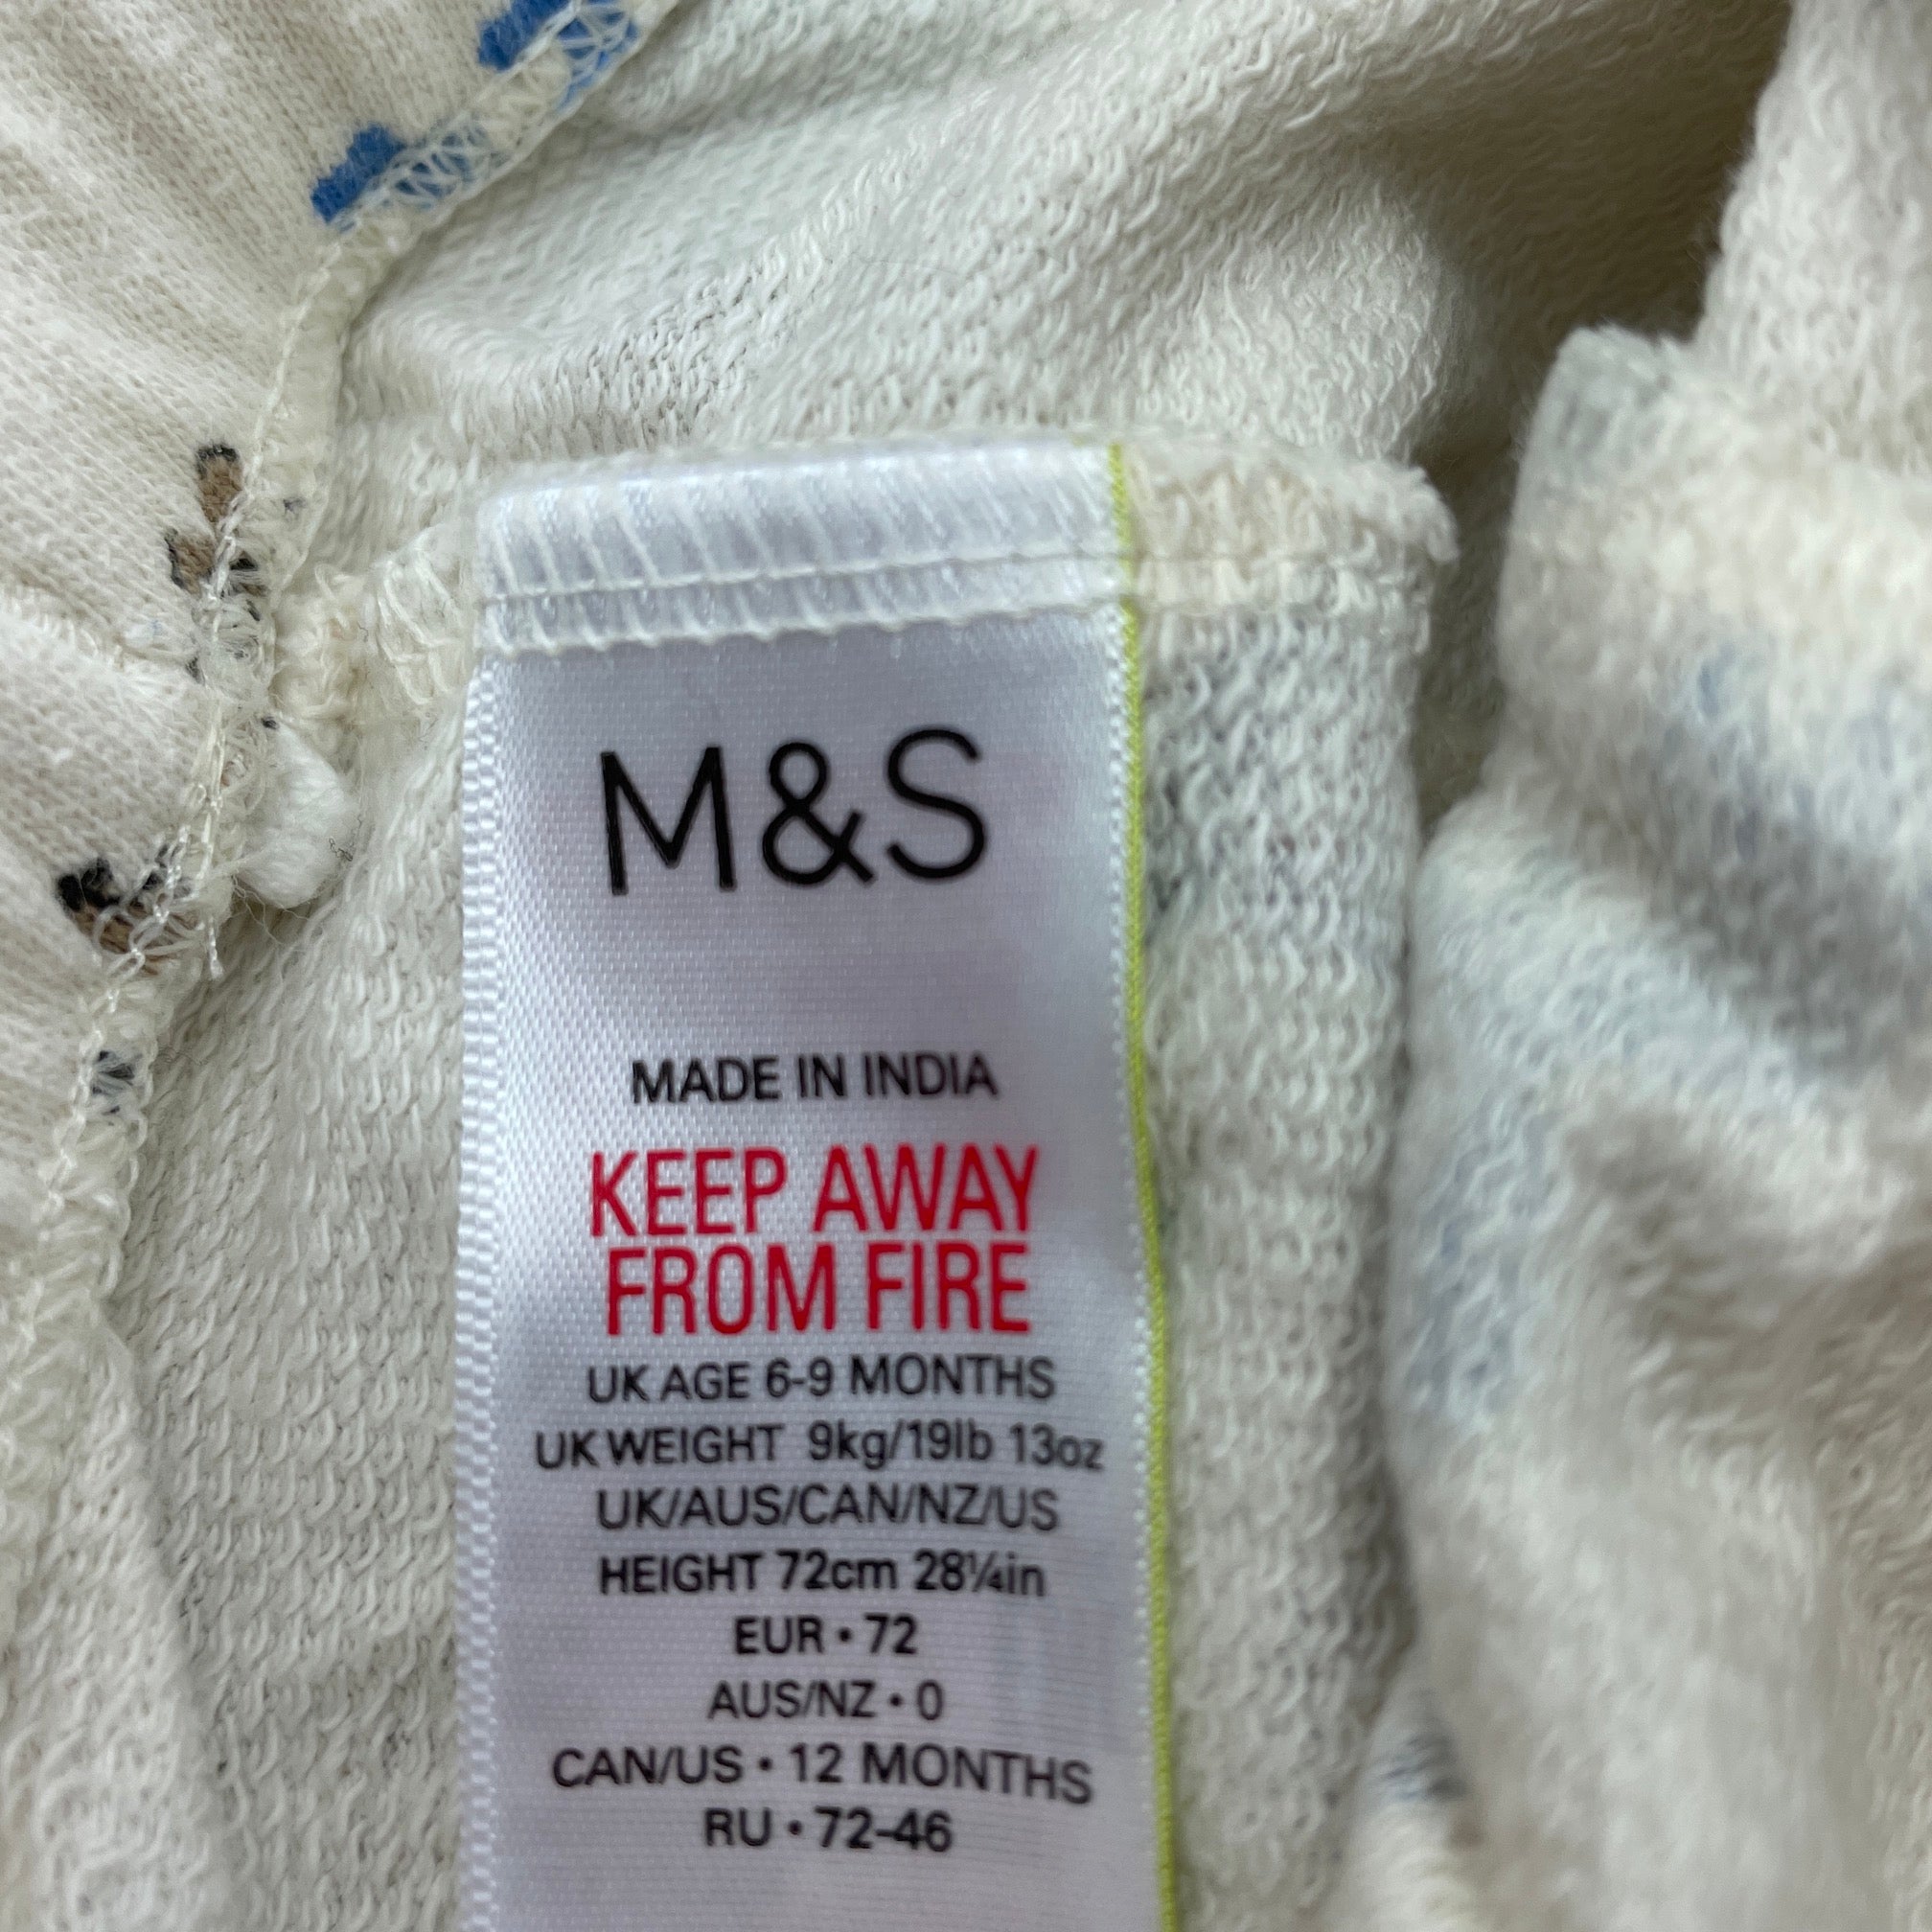 M&S
MADE IN INDIA
KEEP AWAY
FROM FIRE
UK AGE 6-9 MONTHS
UK WEIGHT 9kg/19lb 13oz
UK/AUS/CAN/NZ/US
HEIGHT 72cm 28¼in
EUR • 72
AUS/NZ • 0
CAN/US • 12 MONTHS
RU • 72-46